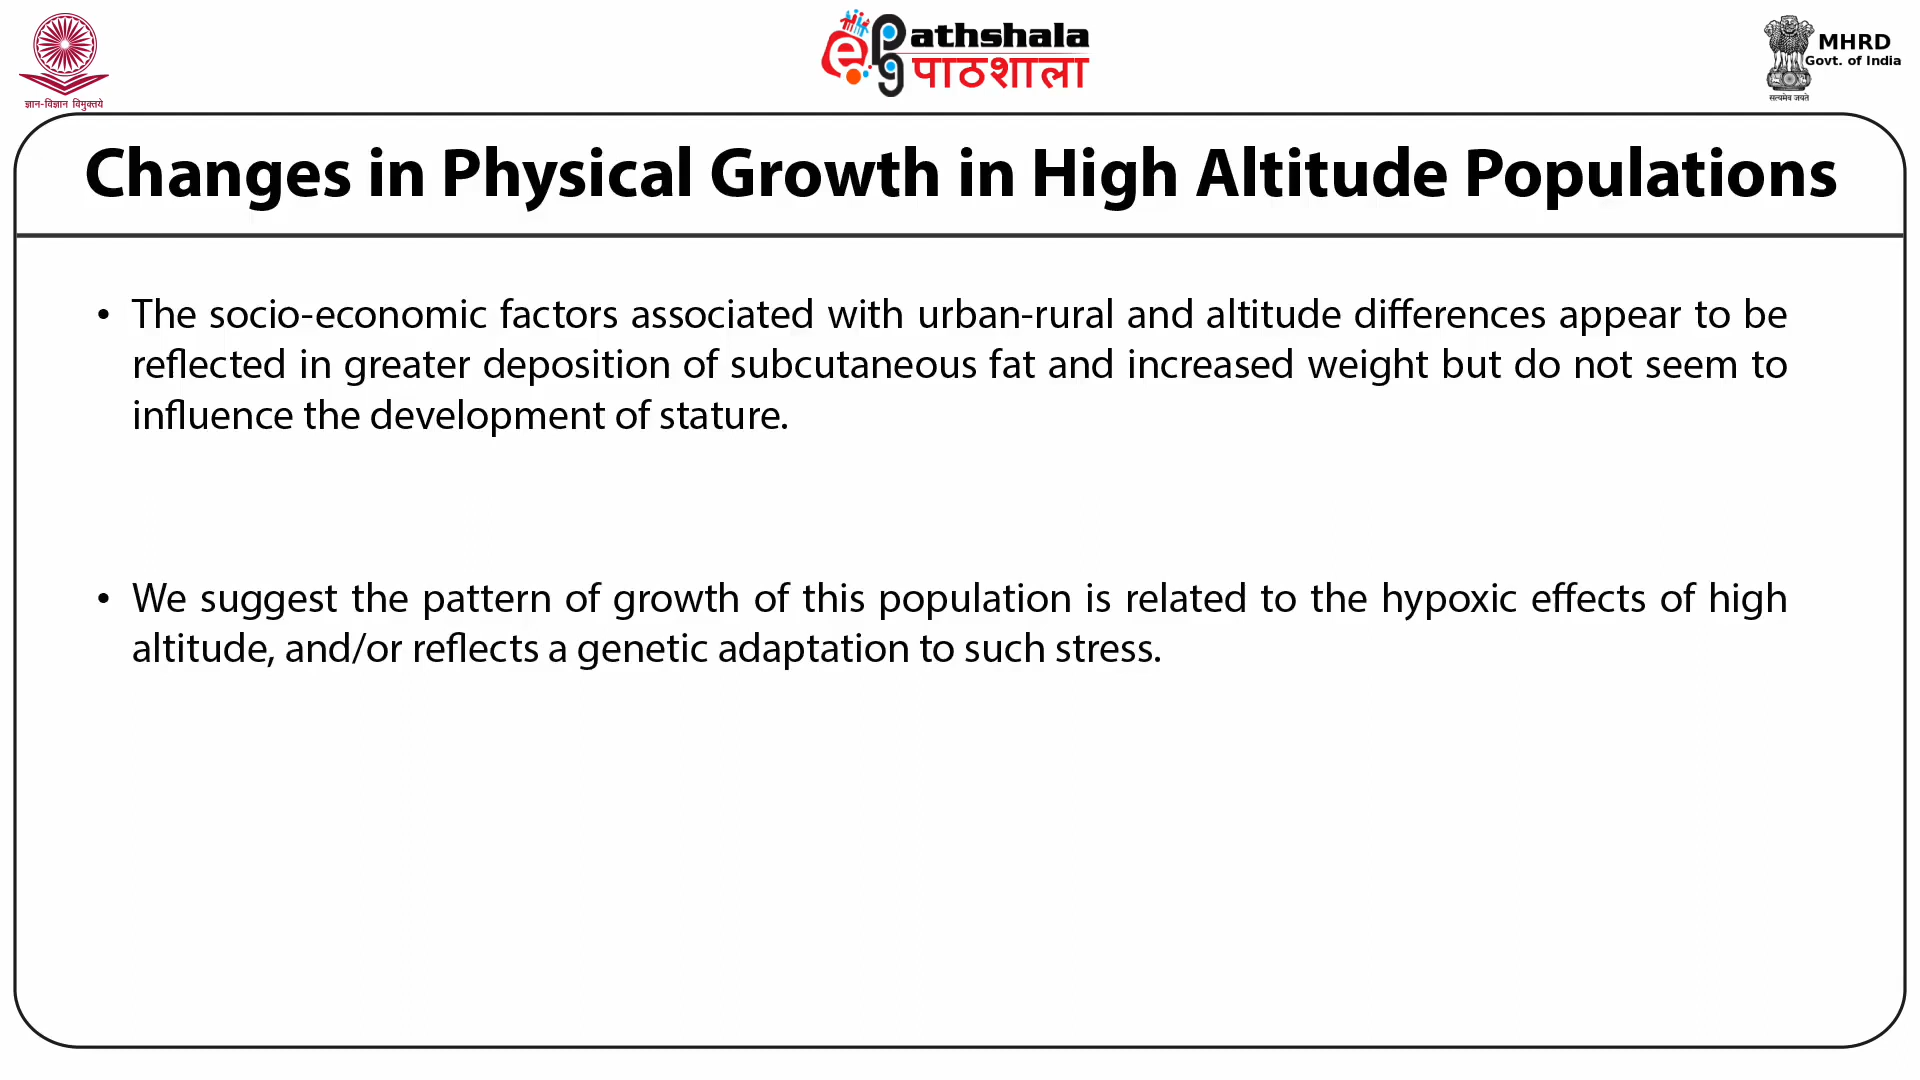 ज्ञान-विज्ञान विमुक्तये
e pg athshala
पाठशाला
MHRD
Govt. of India
सत्यमेव जयते
Changes in Physical Growth in High Altitude Populations
• The socio-economic factors associated with urban-rural and altitude differences appear to be
reflected in greater deposition of subcutaneous fat and increased weight but do not seem to
influence the development of stature.
• We suggest the pattern of growth of this population is related to the hypoxic effects of high
altitude, and/or reflects a genetic adaptation to such stress.